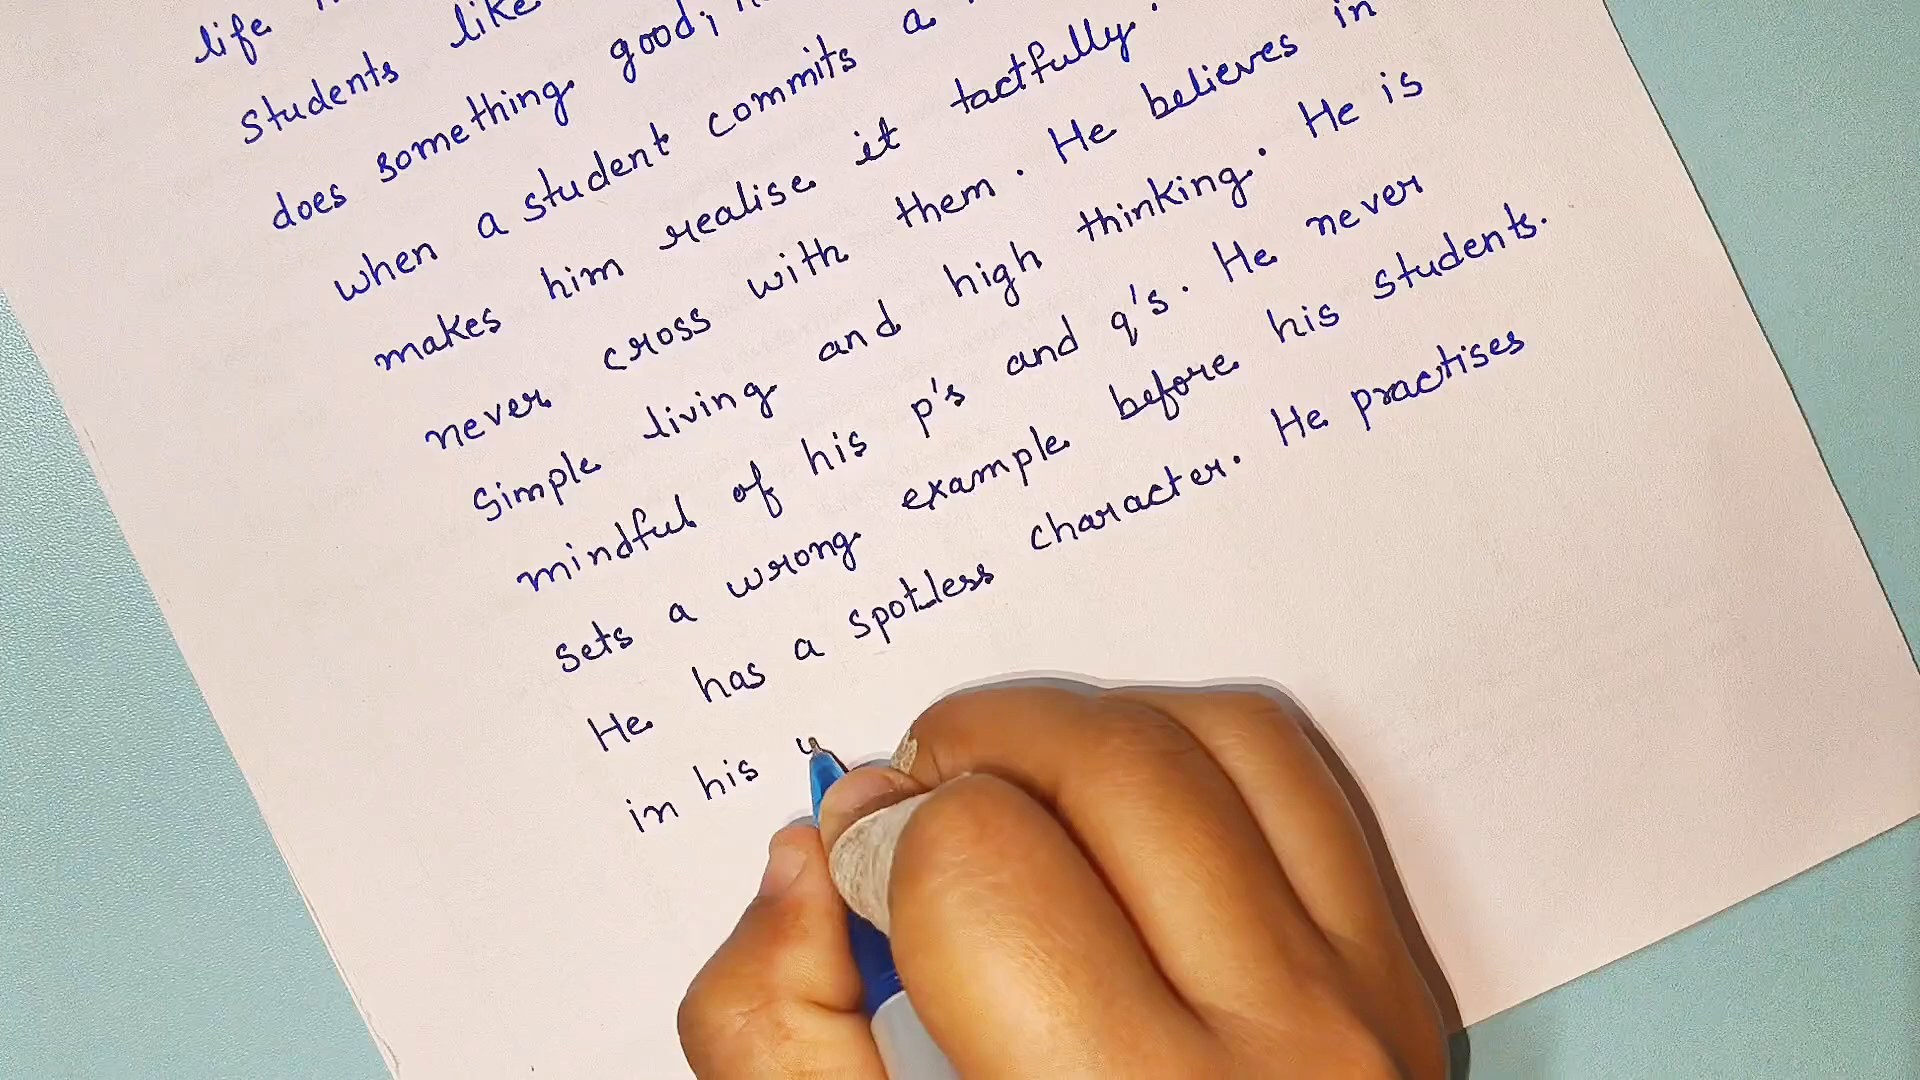 life
students like
does something good;
when a student commits a
makes him realise it tactfully.
never cross with them. He believes in
Simple living and high thinking. He is
mindful of his p's and q's. He never
sets a wrong example before his students.
He has a spotless character. He practises
in his